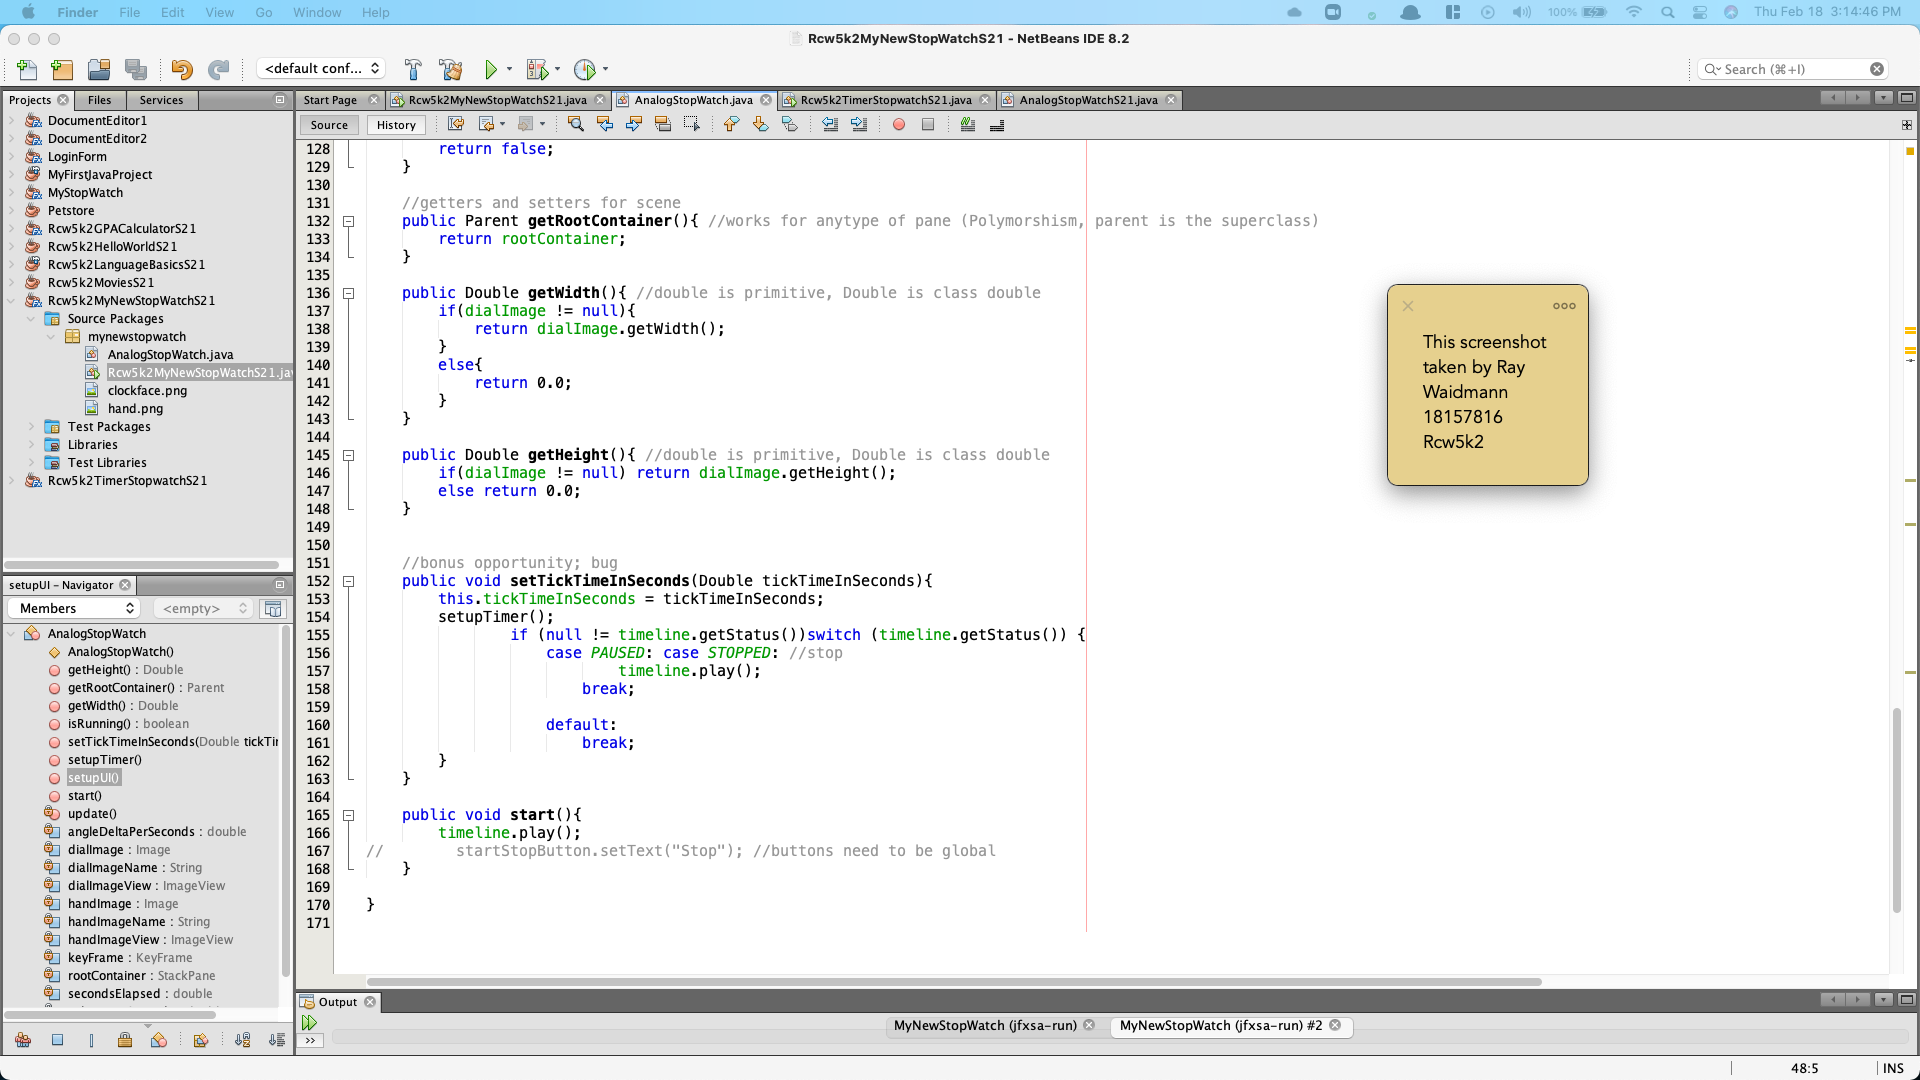 Finder File Edit View Go Window Help 100% Thu Feb 18 3:14:46 PM
Rcw5k2MyNewStopWatchS21 - NetBeans IDE 8.2
<default conf... Search (⌘+I)
Projects Files Services
Start Page Rcw5k2MyNewStopWatchS21.java AnalogStopWatch.java Rcw5k2TimerStopwatchS21.java AnalogStopWatchS21.java
Source History
DocumentEditor1
DocumentEditor2
LoginForm
MyFirstJavaProject
MyStopWatch
Petstore
Rcw5k2GPACalculatorS21
Rcw5k2HelloWorldS21
Rcw5k2LanguageBasicsS21
Rcw5k2MoviesS21
Rcw5k2MyNewStopWatchS21
Source Packages
mynewstopwatch
AnalogStopWatch.java
Rcw5k2MyNewStopWatchS21.jav
clockface.png
hand.png
Test Packages
Libraries
Test Libraries
Rcw5k2TimerStopwatchS21
setupUI - Navigator
Members <empty>
AnalogStopWatch
AnalogStopWatch()
getHeight() : Double
getRootContainer() : Parent
getWidth() : Double
isRunning() : boolean
setTickTimeInSeconds(Double tickTir
setupTimer()
setupUI()
start()
update()
angleDeltaPerSeconds : double
dialImage : Image
dialImageName : String
dialImageView : ImageView
handImage : Image
handImageName : String
handImageView : ImageView
keyFrame : KeyFrame
rootContainer : StackPane
secondsElapsed : double
128 return false;
129 }
130
131 //getters and setters for scene
132 public Parent getRootContainer(){ //works for anytype of pane (Polymorshism, parent is the superclass)
133 return rootContainer;
134 }
135
136 public Double getWidth(){ //double is primitive, Double is class double
137 if(dialImage != null){
138 return dialImage.getWidth();
139 }
140 else{
141 return 0.0;
142 }
143 }
144
145 public Double getHeight(){ //double is primitive, Double is class double
146 if(dialImage != null) return dialImage.getHeight();
147 else return 0.0;
148 }
149
150
151 //bonus opportunity; bug
152 public void setTickTimeInSeconds(Double tickTimeInSeconds){
153 this.tickTimeInSeconds = tickTimeInSeconds;
154 setupTimer();
155 if (null != timeline.getStatus())switch (timeline.getStatus()) {
156 case PAUSED: case STOPPED: //stop
157 timeline.play();
158 break;
159
160 default:
161 break;
162 }
163 }
164
165 public void start(){
166 timeline.play();
167 // startStopButton.setText("Stop"); //buttons need to be global
168 }
169
170 }
171
This screenshot
taken by Ray
Waidmann
18157816
Rcw5k2
Output
MyNewStopWatch (jfxsa-run) MyNewStopWatch (jfxsa-run) #2
48:5 INS